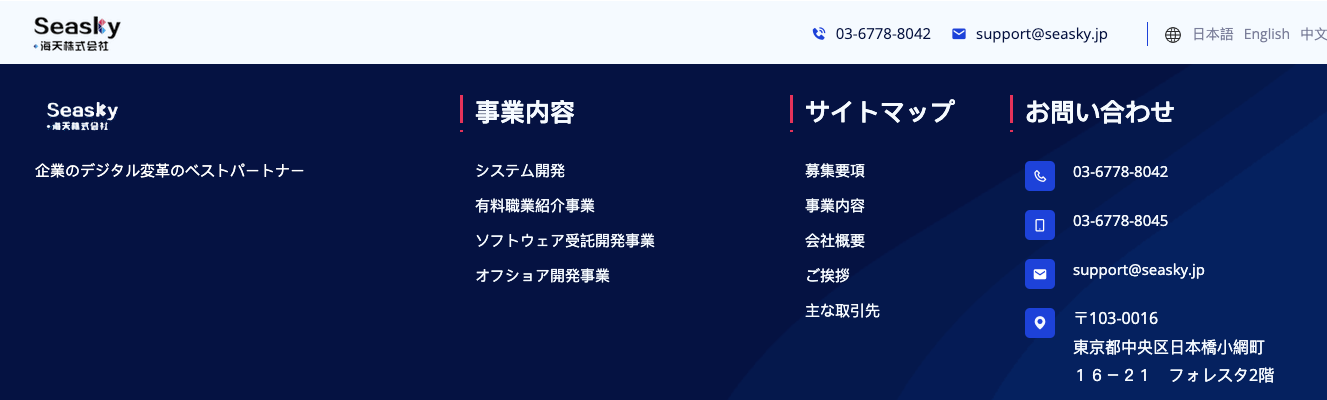 Seasky
海天株式会社
03-6778-8042 support@seasky.jp 日本語 English 中文
Seasky
海天株式会社
企業のデジタル変革のベストパートナー
事業内容
システム開発
有料職業紹介事業
ソフトウェア受託開発事業
オフショア開発事業
サイトマップ
募集要項
事業内容
会社概要
ご挨拶
主な取引先
お問い合わせ
03-6778-8042
03-6778-8045
support@seasky.jp
〒103-0016
東京都中央区日本橋小網町
１６－２１　フォレスタ2階